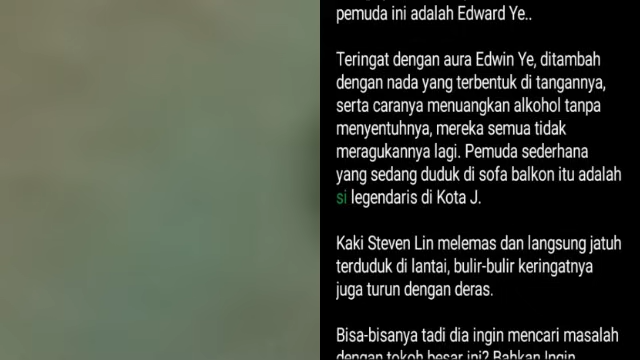 pemuda ini adalah Edward Ye..
Teringat dengan aura Edwin Ye, ditambah
dengan nada yang terbentuk di tangannya,
serta caranya menuangkan alkohol tanpa
menyentuhnya, mereka semua tidak
meragukannya lagi. Pemuda sederhana
yang sedang duduk di sofa balkon itu adalah
si legendaris di Kota J.
Kaki Steven Lin melemas dan langsung jatuh
terduduk di lantai, bulir-bulir keringatnya
juga turun dengan deras.
Bisa-bisanya tadi dia ingin mencari masalah
dengan tokoh besar ini? Bahkan Ingin